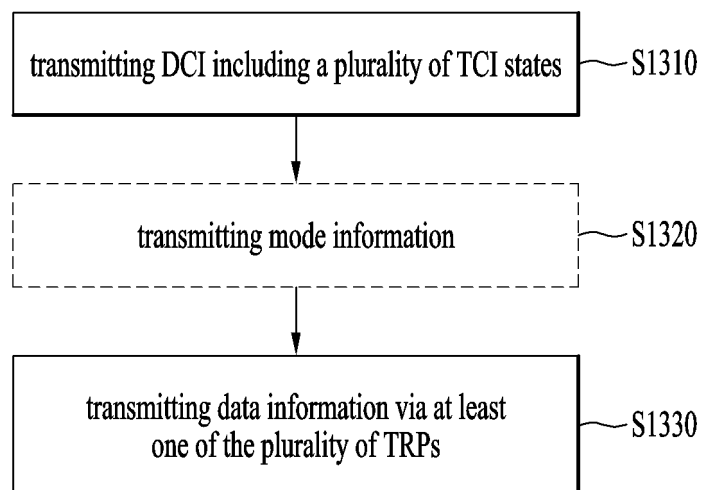 transmitting DCI including a plurality of TCI states
S1310
transmitting mode information
S1320
transmitting data information via at least
one of the plurality of TRPs
S1330